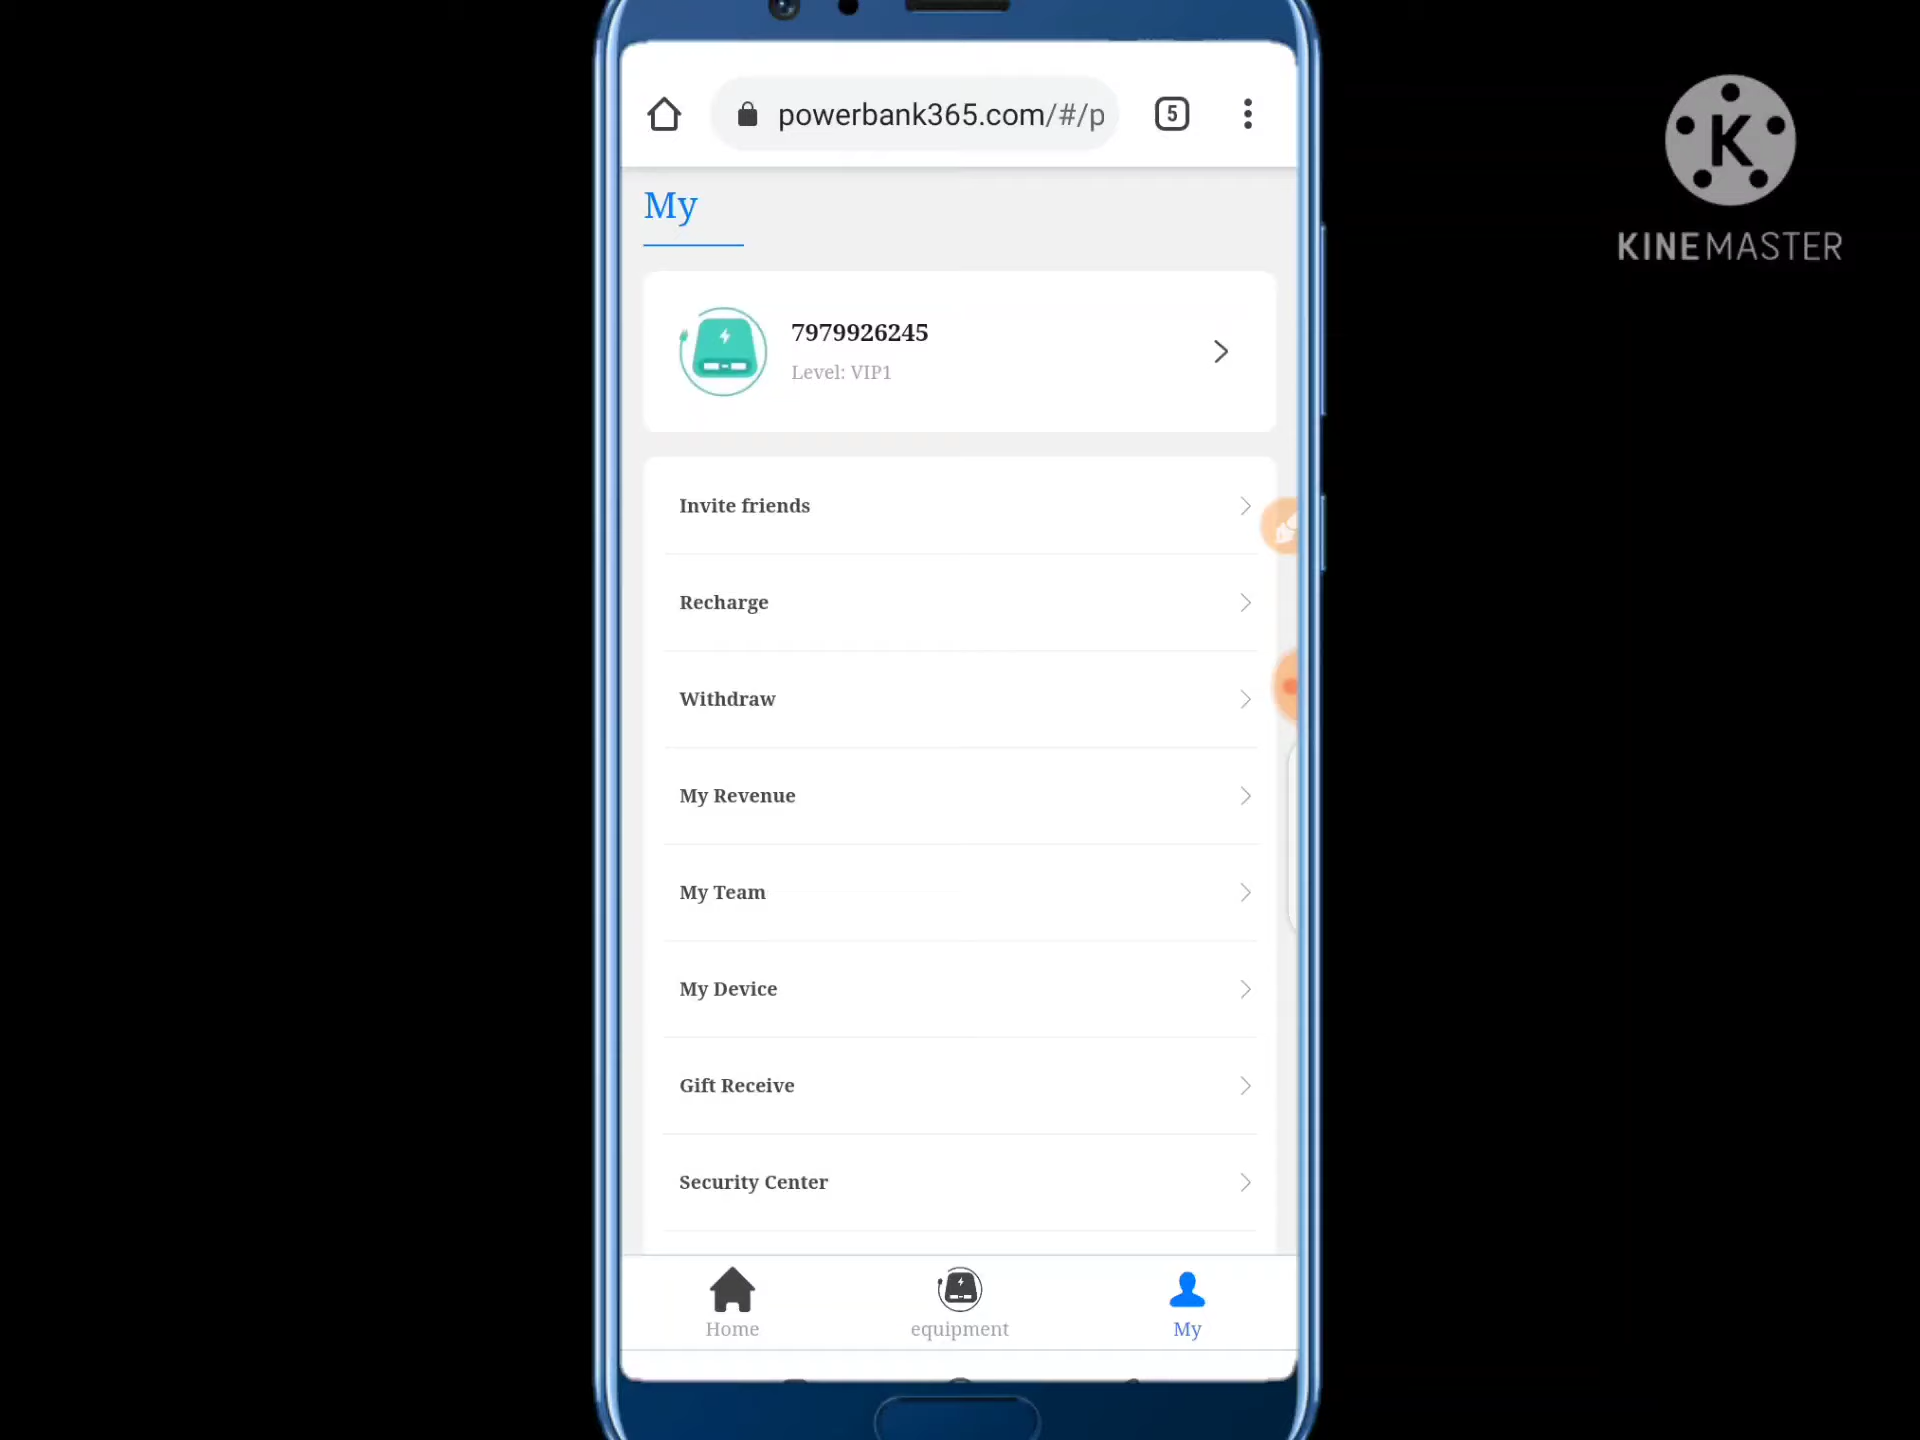 powerbank365.com/#/p
5
K
KINEMASTER
My
7979926245
Level: VIP1
Invite friends
Recharge
Withdraw
My Revenue
My Team
My Device
Gift Receive
Security Center
Home
equipment
My